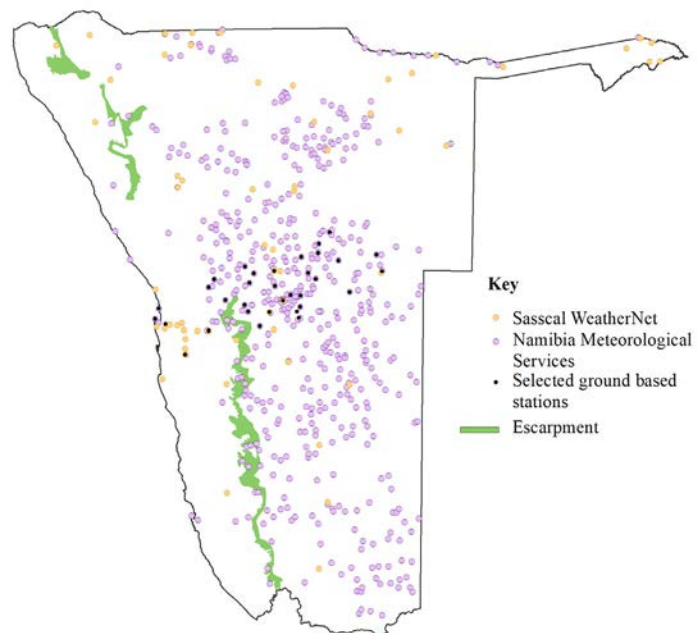 Key
Sasscal WeatherNet
Namibia Meteorological
Services
Selected ground based
stations
Escarpment